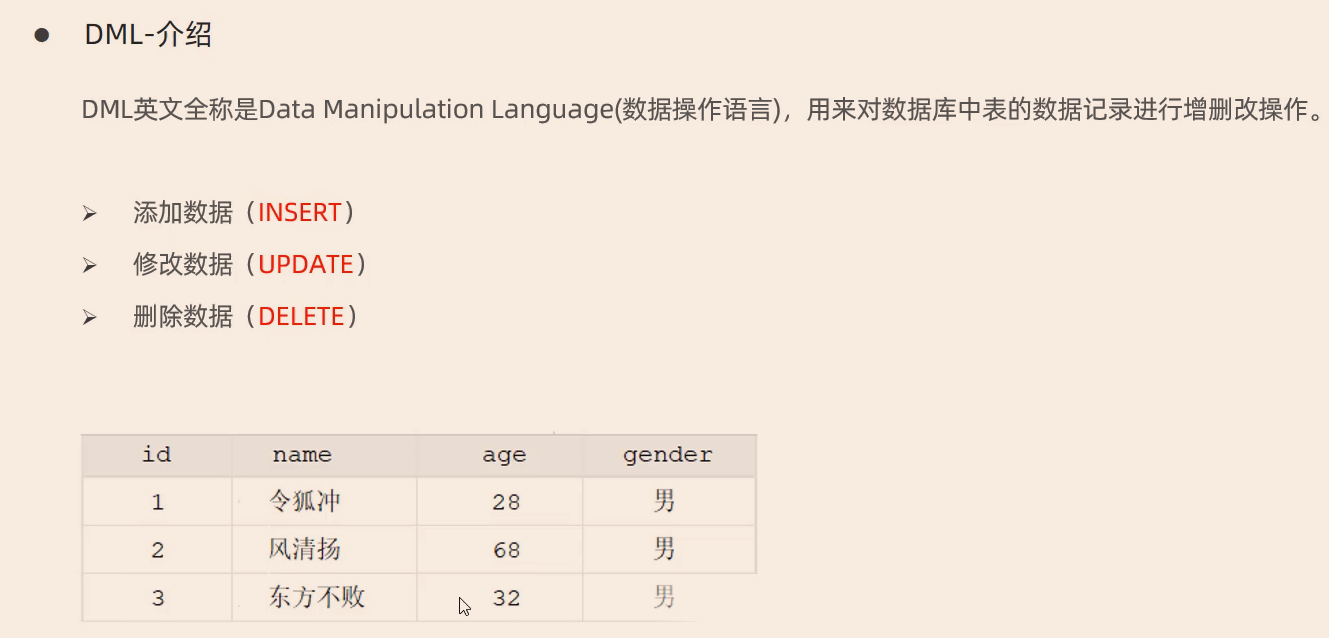 DML-介绍
DML英文全称是Data Manipulation Language(数据操作语言)，用来对数据库中表的数据记录进行增删改操作。
添加数据（INSERT）
修改数据（UPDATE）
删除数据（DELETE）
id name age gender
1 令狐冲 28 男
2 风清扬 68 男
3 东方不败 32 男